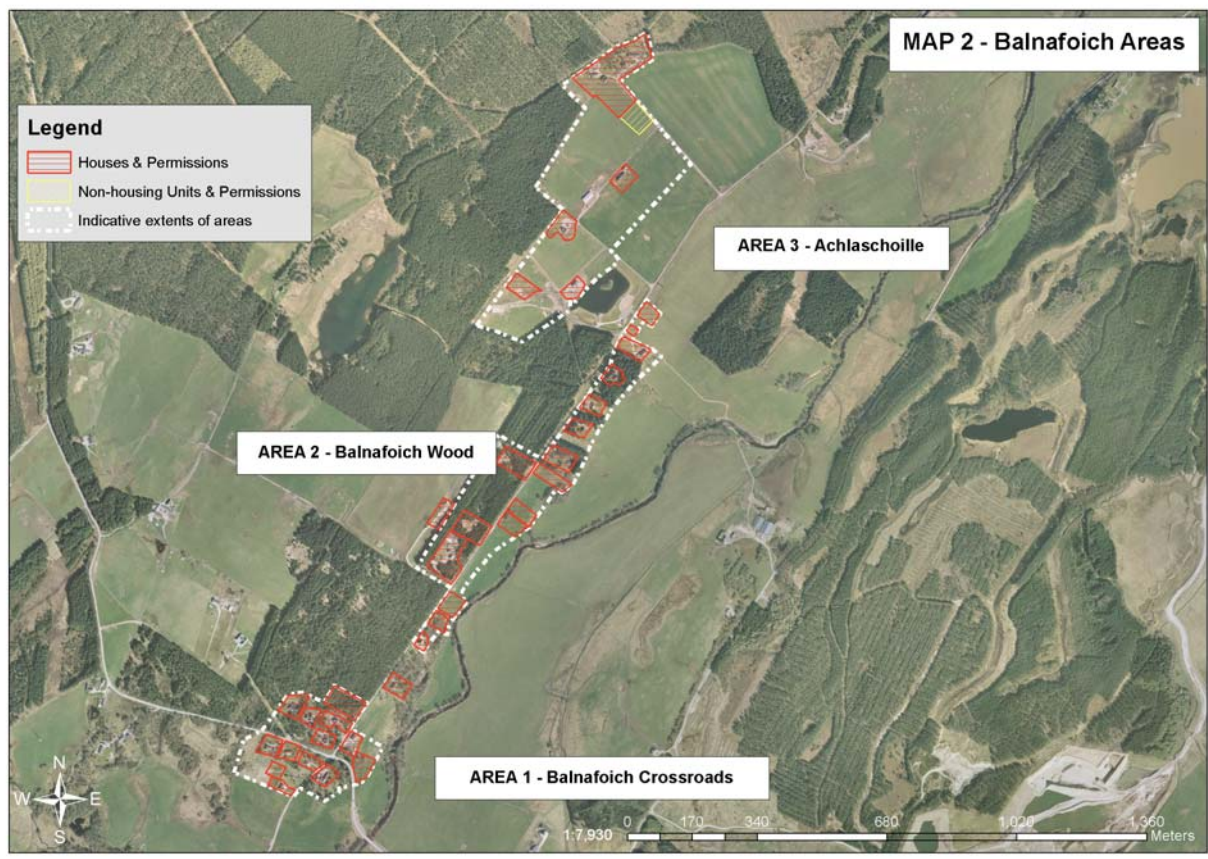 MAP 2 - Balnafoich Areas
Legend
Houses & Permissions
Non-housing Units & Permissions
Indicative extents of areas
AREA 3 - Achlaschoille
AREA 2 - Balnafoich Wood
AREA 1 - Balnafoich Crossroads
N
W E
S
1:7,930
0 170 340 680 1,020 1,360
Meters